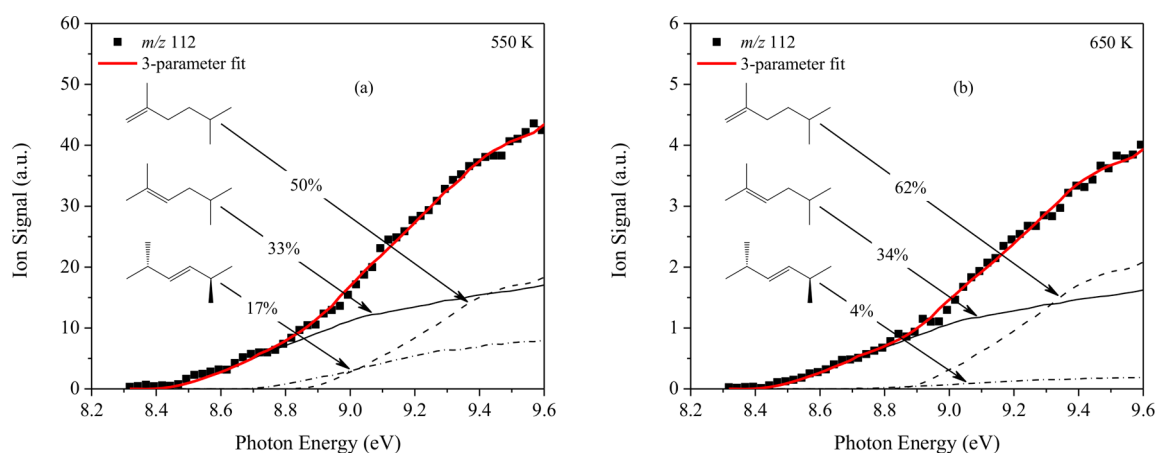 60
50
40
30
20
10
0
Ion Signal (a.u.)
m/z 112
3-parameter fit
550 K
(a)
50%
33%
17%
8.2 8.4 8.6 8.8 9.0 9.2 9.4 9.6
Photon Energy (eV)
6
5
4
3
2
1
0
Ion Signal (a.u.)
m/z 112
3-parameter fit
650 K
(b)
62%
34%
4%
8.2 8.4 8.6 8.8 9.0 9.2 9.4 9.6
Photon Energy (eV)